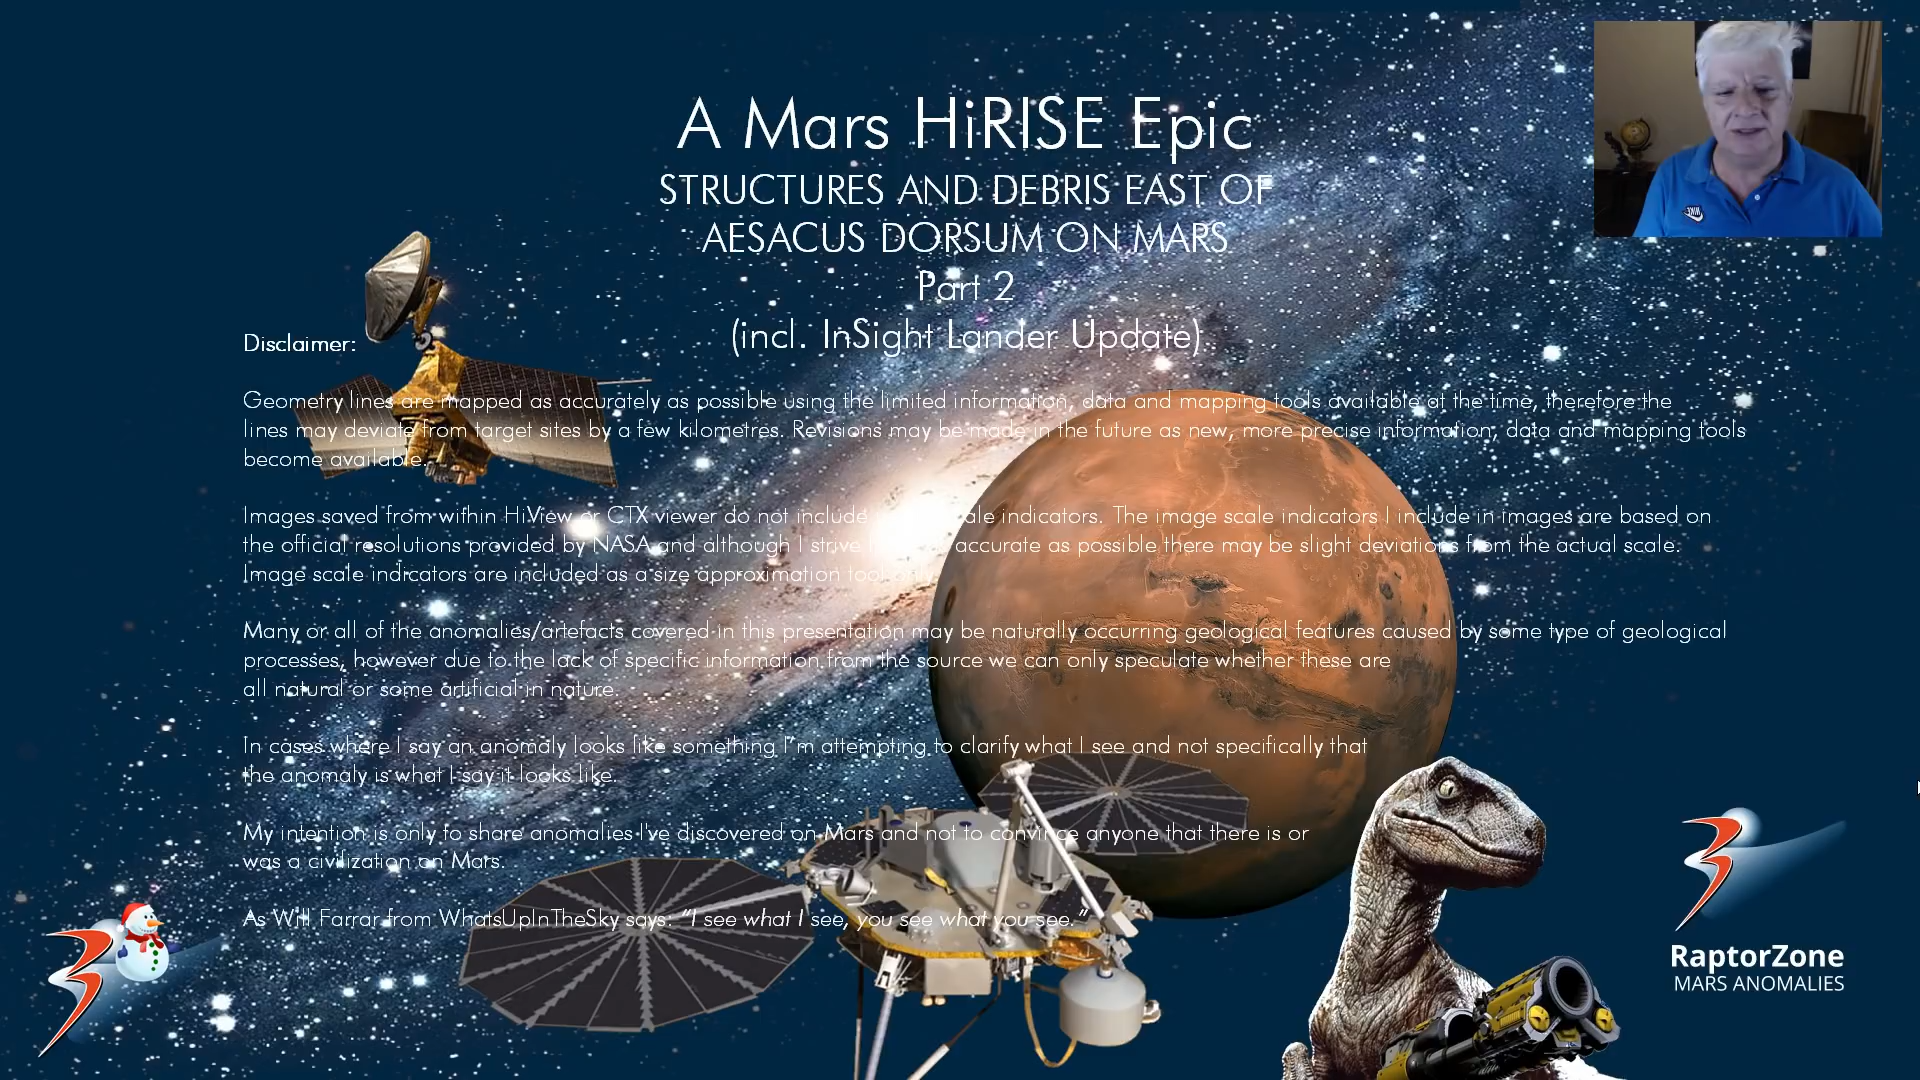 A Mars HiRISE Epic
STRUCTURES AND DEBRIS EAST OF
AESACUS DORSUM ON MARS
Part 2
(incl. InSight Lander Update)
Disclaimer:
Geometry lines are mapped as accurately as possible using the limited information, data and mapping tools available at the time, therefore the
lines may deviate from target sites by a few kilometres. Revisions may be made in the future as new, more precise information, data and mapping tools
become available.
Images saved from within HiView or CTX viewer do not include scale indicators. The image scale indicators I include in images are based on
the official resolutions provided by NASA and although I strive accurate as possible there may be slight deviations from the actual scale.
Image scale indicators are included as a size approximation tool only.
Many or all of the anomalies/artefacts covered in this presentation may be naturally occurring geological features caused by some type of geological
processes, however due to the lack of specific information from the source we can only speculate whether these are
all natural or some artificial in nature.
In cases where I say an anomaly looks like something I'm attempting to clarify what I see and not specifically that
the anomaly is what I say it looks like.
My intention is only to share anomalies I've discovered on Mars and not to convince anyone that there is or
was a civilization on Mars.
As Will Farrar from WhatsUpInTheSky says: "I see what I see, you see what you see."
RaptorZone
MARS ANOMALIES